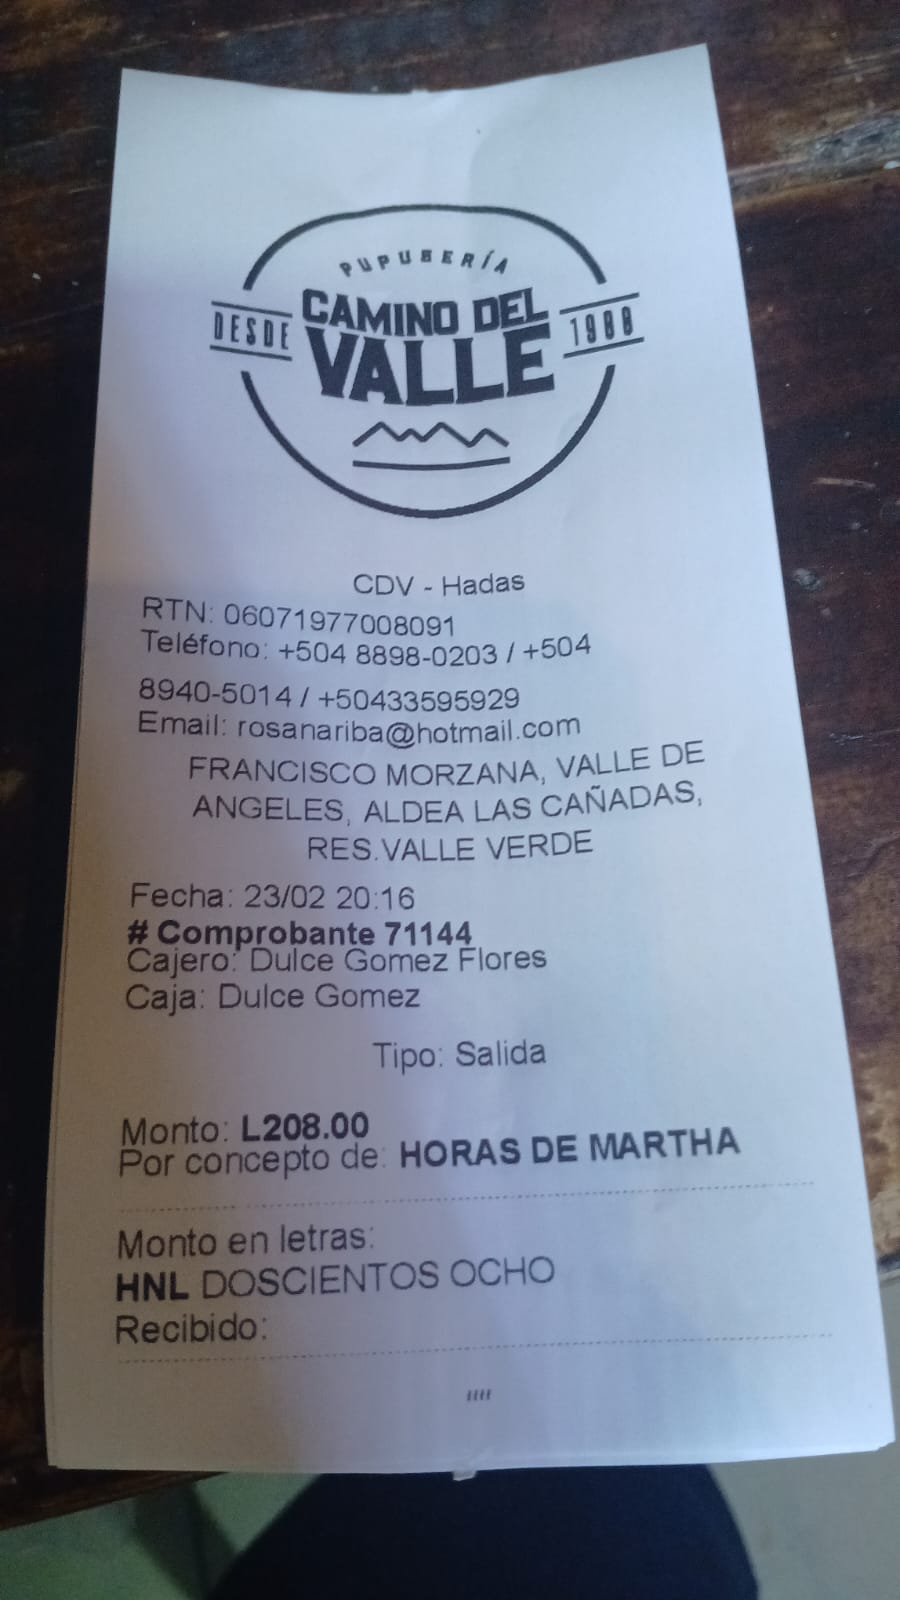 PUPUSERÍA
DESDE CAMINO DEL 1988
VALLE
CDV - Hadas
RTN: 06071977008091
Teléfono: +504 8898-0203 / +504
8940-5014 / +50433595929
Email: rosanariba@hotmail.com
FRANCISCO MORZANA, VALLE DE
ANGELES, ALDEA LAS CAÑADAS,
RES.VALLE VERDE
Fecha: 23/02 20:16
# Comprobante 71144
Cajero: Dulce Gomez Flores
Caja: Dulce Gomez
Tipo: Salida
Monto: L208.00
Por concepto de: HORAS DE MARTHA
Monto en letras:
HNL DOSCIENTOS OCHO
Recibido: